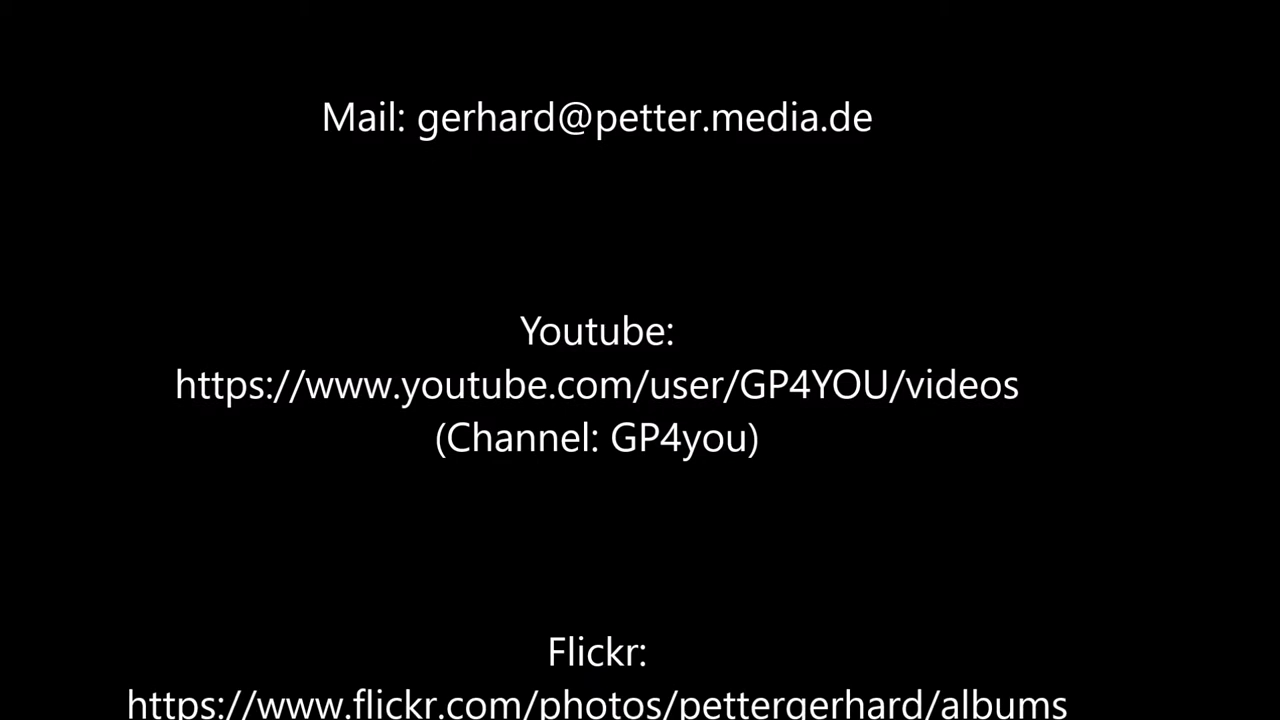 Mail: gerhard@petter.media.de
Youtube:
https://www.youtube.com/user/GP4YOU/videos
(Channel: GP4you)
Flickr:
https://www.flickr.com/photos/pettergerhard/albums